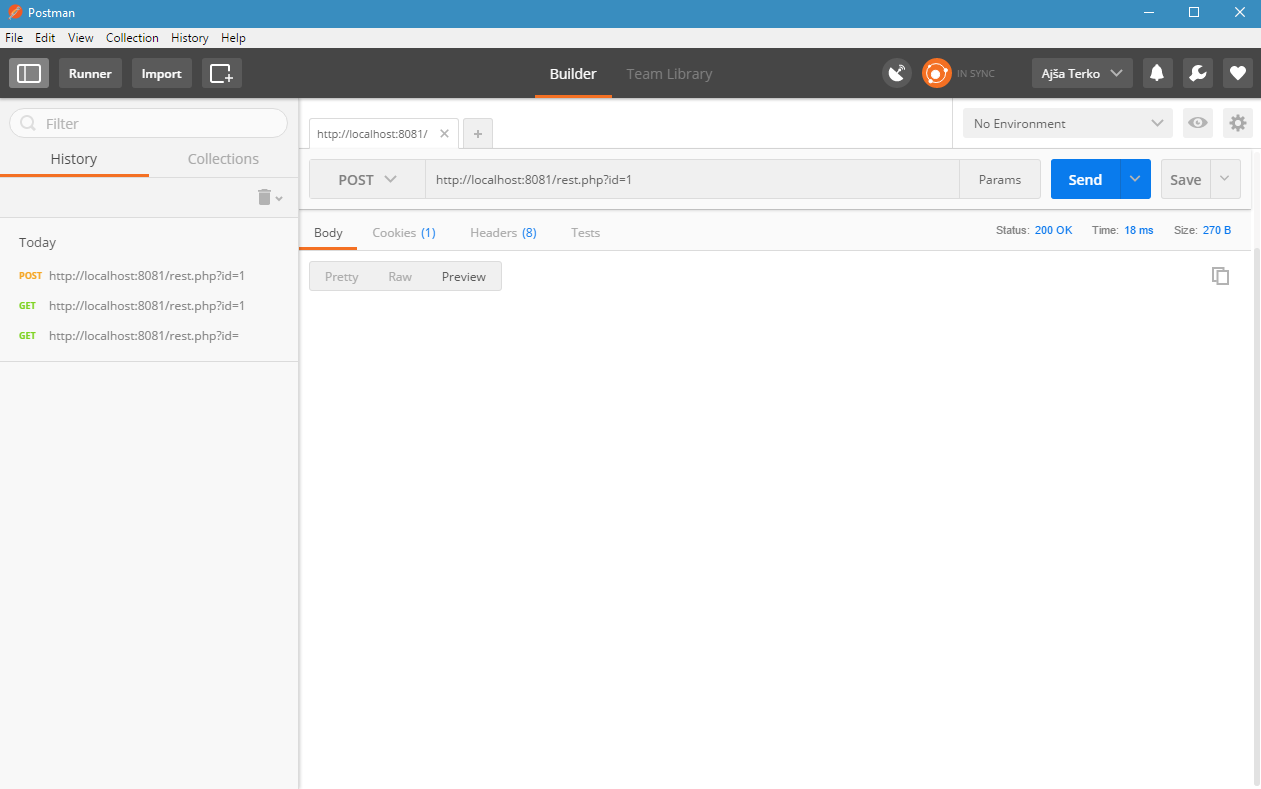 Postman
File Edit View Collection History Help
Runner Import Builder Team Library IN SYNC Ajša Terko
Filter
History Collections
Today
POST http://localhost:8081/rest.php?id=1
GET http://localhost:8081/rest.php?id=1
GET http://localhost:8081/rest.php?id=
http://localhost:8081/ No Environment
POST http://localhost:8081/rest.php?id=1 Params Send Save
Body Cookies (1) Headers (8) Tests Status: 200 OK Time: 18 ms Size: 270 B
Pretty Raw Preview